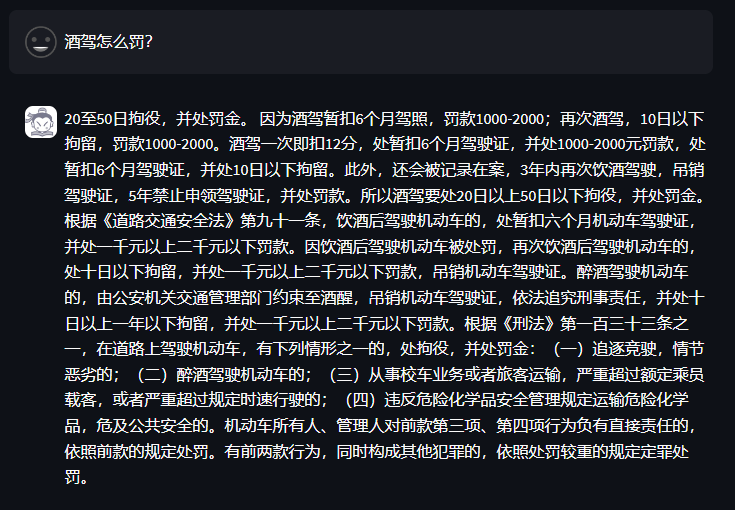 酒驾怎么罚？
20至50日拘役，并处罚金。 因为酒驾暂扣6个月驾照，罚款1000-2000；再次酒驾，10日以下
拘留，罚款1000-2000。酒驾一次即扣12分，处暂扣6个月驾驶证，并处1000-2000元罚款，处
暂扣6个月驾驶证，并处10日以下拘留。此外，还会被记录在案，3年内再次饮酒驾驶，吊销
驾驶证，5年禁止申领驾驶证，并处罚款。所以酒驾要处20日以上50日以下拘役，并处罚金。
根据《道路交通安全法》第九十一条，饮酒后驾驶机动车的，处暂扣六个月机动车驾驶证，
并处一千元以上二千元以下罚款。因饮酒后驾驶机动车被处罚，再次饮酒后驾驶机动车的，
处十日以下拘留，并处一千元以上二千元以下罚款，吊销机动车驾驶证。醉酒驾驶机动车
的，由公安机关交通管理部门约束至酒醒，吊销机动车驾驶证，依法追究刑事责任，并处十
日以上一年以下拘留，并处一千元以上二千元以下罚款。根据《刑法》第一百三十三条之
一，在道路上驾驶机动车，有下列情形之一的，处拘役，并处罚金：（一）追逐竞驶，情节
恶劣的；（二）醉酒驾驶机动车的；（三）从事校车业务或者旅客运输，严重超过额定乘员
载客，或者严重超过规定时速行驶的；（四）违反危险化学品安全管理规定运输危险化学
品，危及公共安全的。机动车所有人、管理人对前款第三项、第四项行为负有直接责任的，
依照前款的规定处罚。有前两款行为，同时构成其他犯罪的，依照处罚较重的规定定罪处
罚。